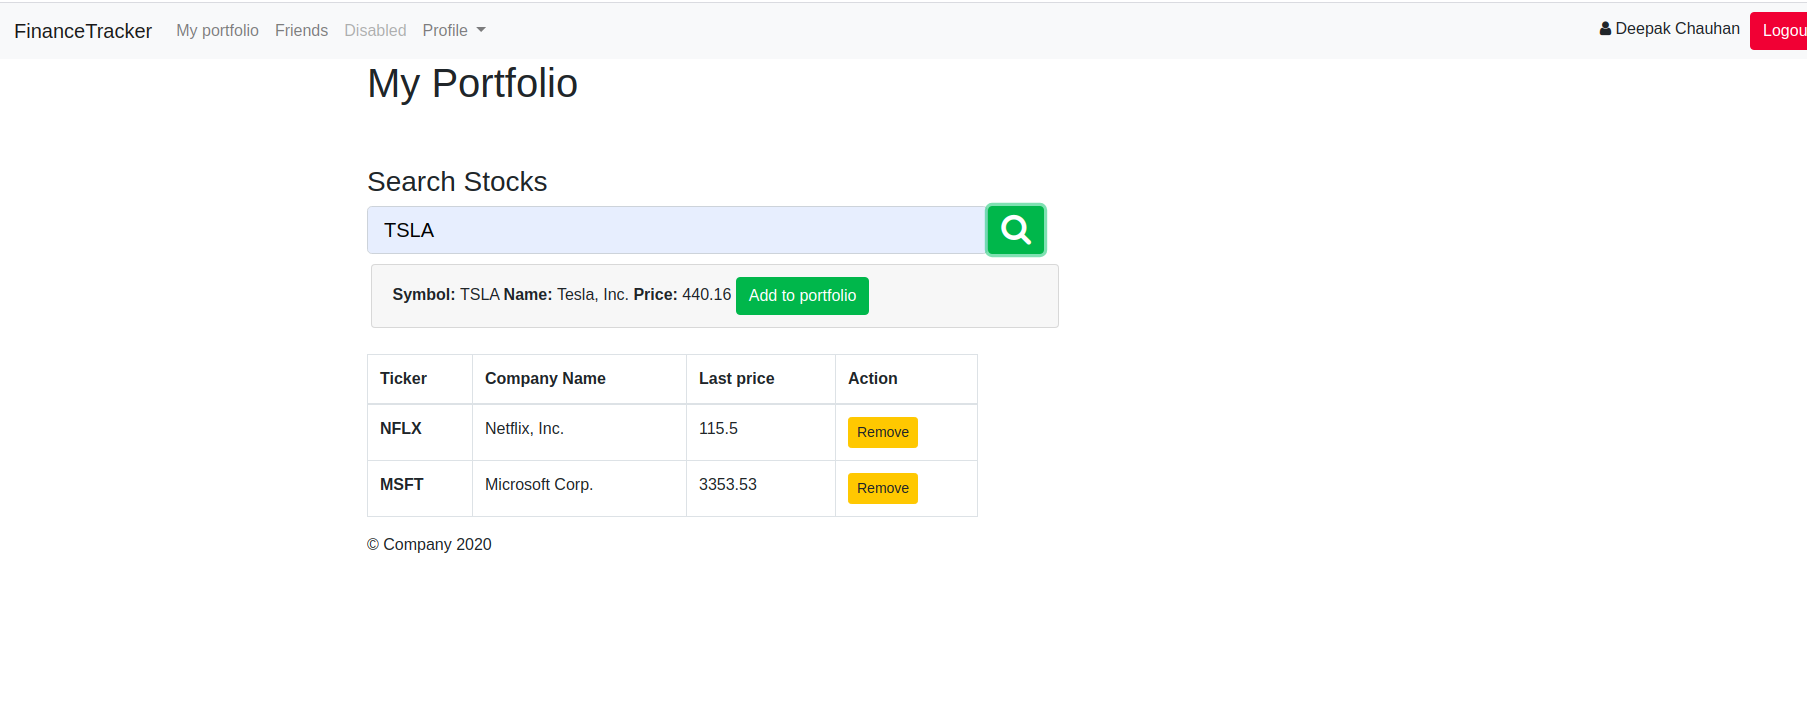 FinanceTracker My portfolio Friends Disabled Profile Deepak Chauhan Logou
My Portfolio
Search Stocks
TSLA
Symbol: TSLA Name: Tesla, Inc. Price: 440.16 Add to portfolio
Ticker Company Name Last price Action
NFLX Netflix, Inc. 115.5 Remove
MSFT Microsoft Corp. 3353.53 Remove
© Company 2020